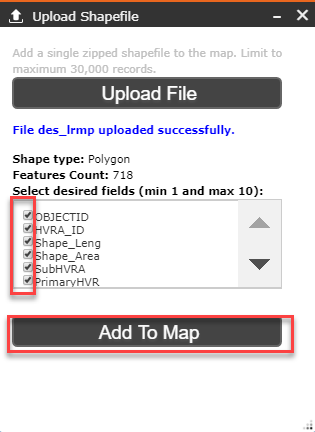 Upload Shapefile
Add a single zipped shapefile to the map. Limit to
maximum 30,000 records.
Upload File
File des_lrmp uploaded successfully.
Shape type: Polygon
Features Count: 718
Select desired fields (min 1 and max 10):
OBJECTID
HVRA_ID
Shape_Leng
Shape_Area
SubHVRA
PrimaryHVR
Add To Map